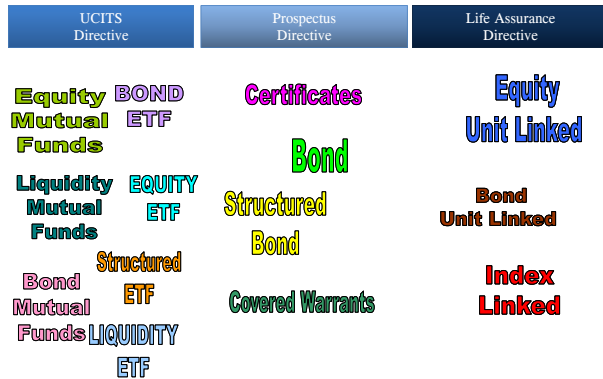 UCITS
Directive
Prospectus
Directive
Life Assurance
Directive
Equity
Mutual
Funds
BOND
ETF
Liquidity
Mutual
Funds
EQUITY
ETF
Structured
ETF
Bond
Mutual
Funds
LIQUIDITY
ETF
Certificates
Bond
Structured
Bond
Covered Warrants
Equity
Unit Linked
Bond
Unit Linked
Index
Linked